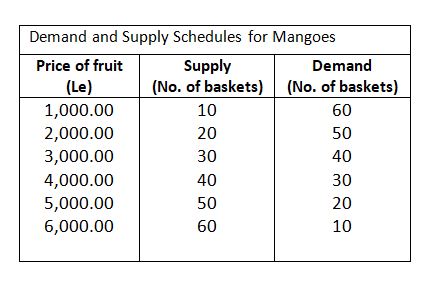 Demand and Supply Schedules for Mangoes
Price of fruit (Le) Supply (No. of baskets) Demand (No. of baskets)
1,000.00 10 60
2,000.00 20 50
3,000.00 30 40
4,000.00 40 30
5,000.00 50 20
6,000.00 60 10